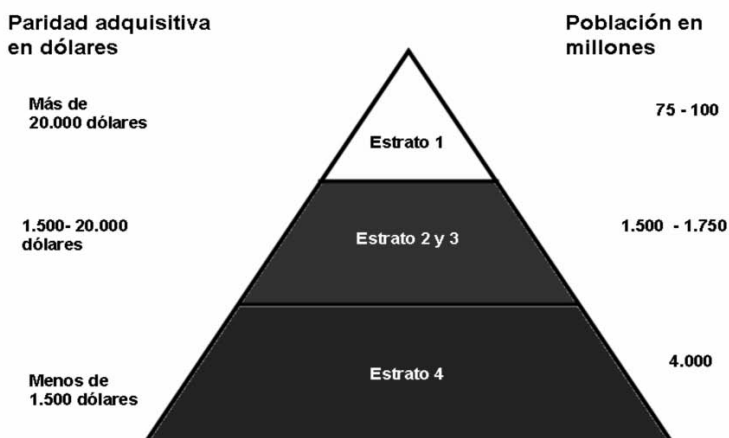 Paridad adquisitiva
en dólares
Población en
millones
Más de
20.000 dólares
Estrato 1
75 - 100
1.500- 20.000
dólares
Estrato 2 y 3
1.500 - 1.750
Menos de
1.500 dólares
Estrato 4
4.000